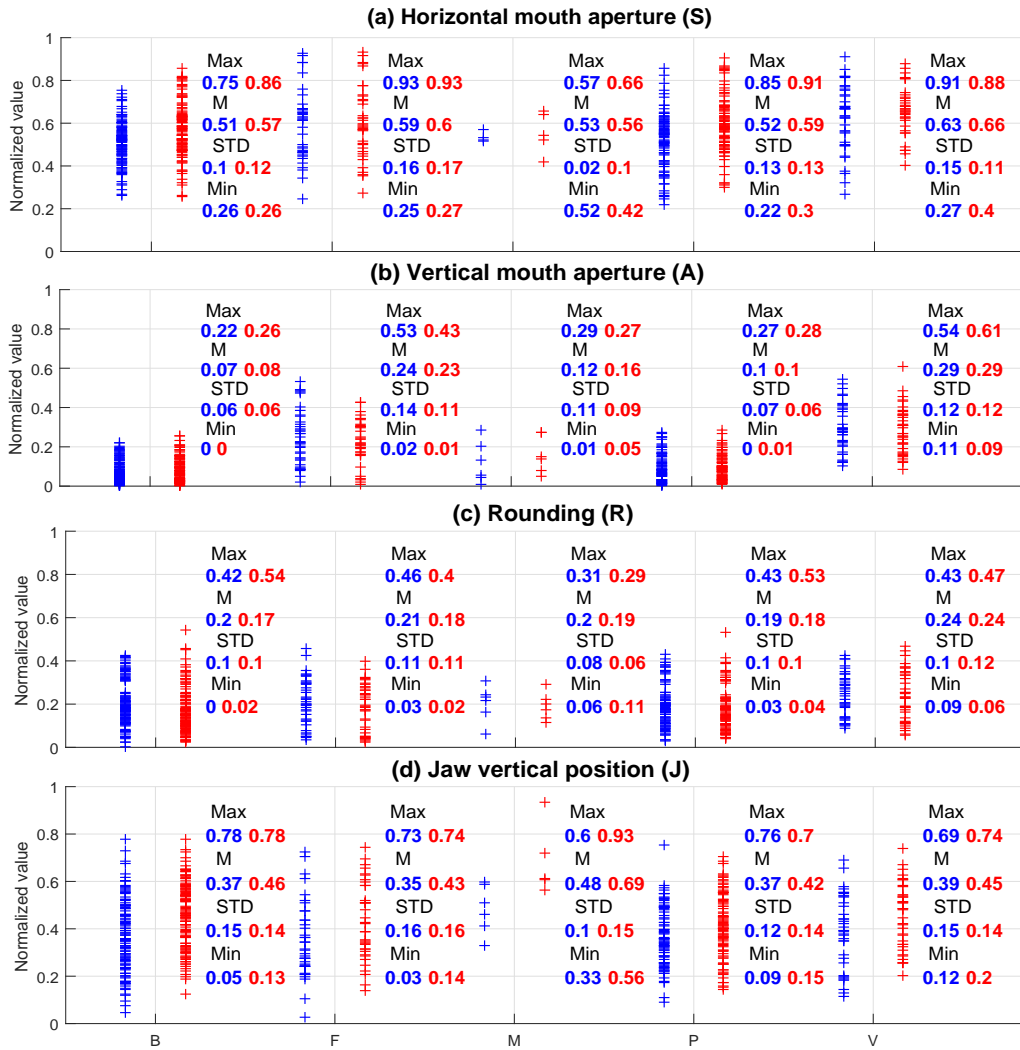 (a) Horizontal mouth aperture (S)
Normalized value
1
0.8
0.6
0.4
0.2
0
Max Max Max Max Max
0.75 0.86 0.93 0.93 0.57 0.66 0.85 0.91 0.91 0.88
M M M M M
0.51 0.57 0.59 0.6 0.53 0.56 0.52 0.59 0.63 0.66
STD STD STD STD STD
0.1 0.12 0.16 0.17 0.02 0.1 0.13 0.13 0.15 0.11
Min Min Min Min Min
0.26 0.26 0.25 0.27 0.52 0.42 0.22 0.3 0.27 0.4
(b) Vertical mouth aperture (A)
Normalized value
1
0.8
0.6
0.4
0.2
0
Max Max Max Max Max
0.22 0.26 0.53 0.43 0.29 0.27 0.27 0.28 0.54 0.61
M M M M M
0.07 0.08 0.24 0.23 0.12 0.16 0.1 0.1 0.29 0.29
STD STD STD STD STD
0.06 0.06 0.14 0.11 0.11 0.09 0.07 0.06 0.12 0.12
Min Min Min Min Min
0 0 0.02 0.01 0.01 0.05 0 0.01 0.11 0.09
(c) Rounding (R)
Normalized value
1
0.8
0.6
0.4
0.2
0
Max Max Max Max Max
0.42 0.54 0.46 0.4 0.31 0.29 0.43 0.53 0.43 0.47
M M M M M
0.2 0.17 0.21 0.18 0.2 0.19 0.19 0.18 0.24 0.24
STD STD STD STD STD
0.1 0.1 0.11 0.11 0.08 0.06 0.1 0.1 0.1 0.12
Min Min Min Min Min
0 0.02 0.03 0.02 0.06 0.11 0.03 0.04 0.09 0.06
(d) Jaw vertical position (J)
Normalized value
1
0.8
0.6
0.4
0.2
0
Max Max Max Max Max
0.78 0.78 0.73 0.74 0.6 0.93 0.76 0.7 0.69 0.74
M M M M M
0.37 0.46 0.35 0.43 0.48 0.69 0.37 0.42 0.39 0.45
STD STD STD STD STD
0.15 0.14 0.16 0.16 0.1 0.15 0.12 0.14 0.15 0.14
Min Min Min Min Min
0.05 0.13 0.03 0.14 0.33 0.56 0.09 0.15 0.12 0.2
B F M P V